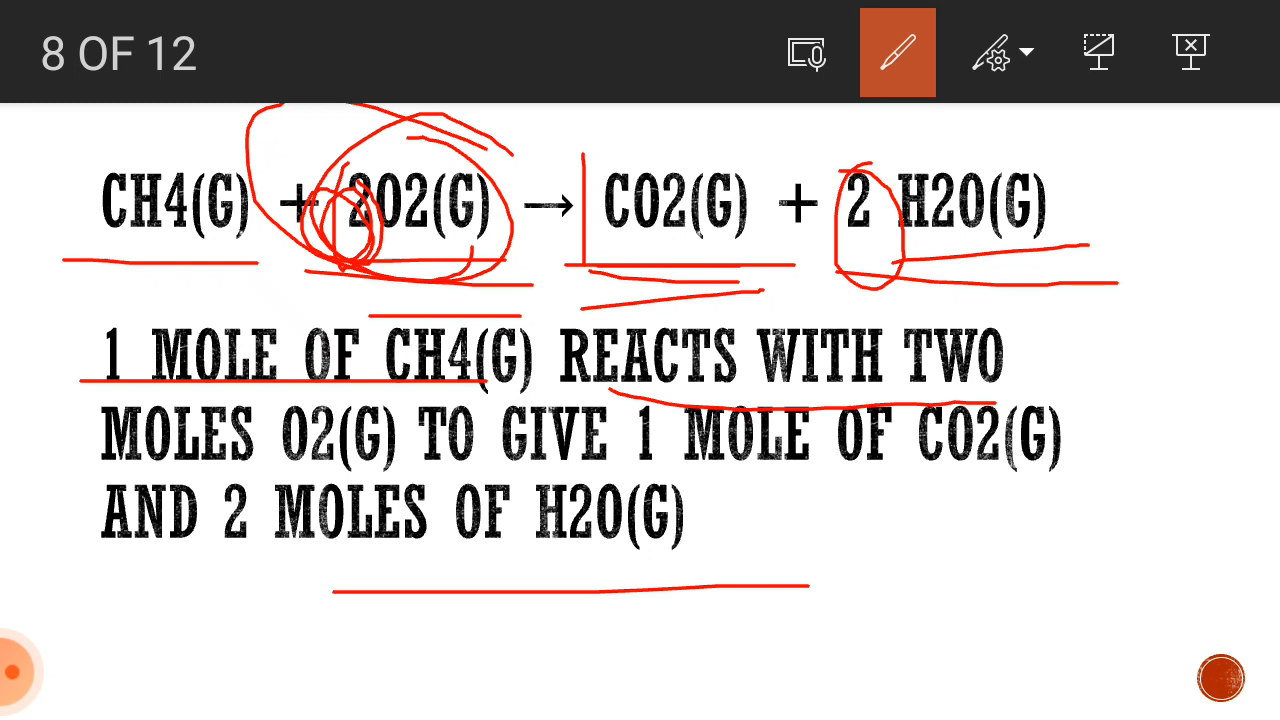 8 OF 12
CH4(G) + 2O2(G) → CO2(G) + 2 H2O(G)
1 MOLE OF CH4(G) REACTS WITH TWO
MOLES O2(G) TO GIVE 1 MOLE OF CO2(G)
AND 2 MOLES OF H2O(G)